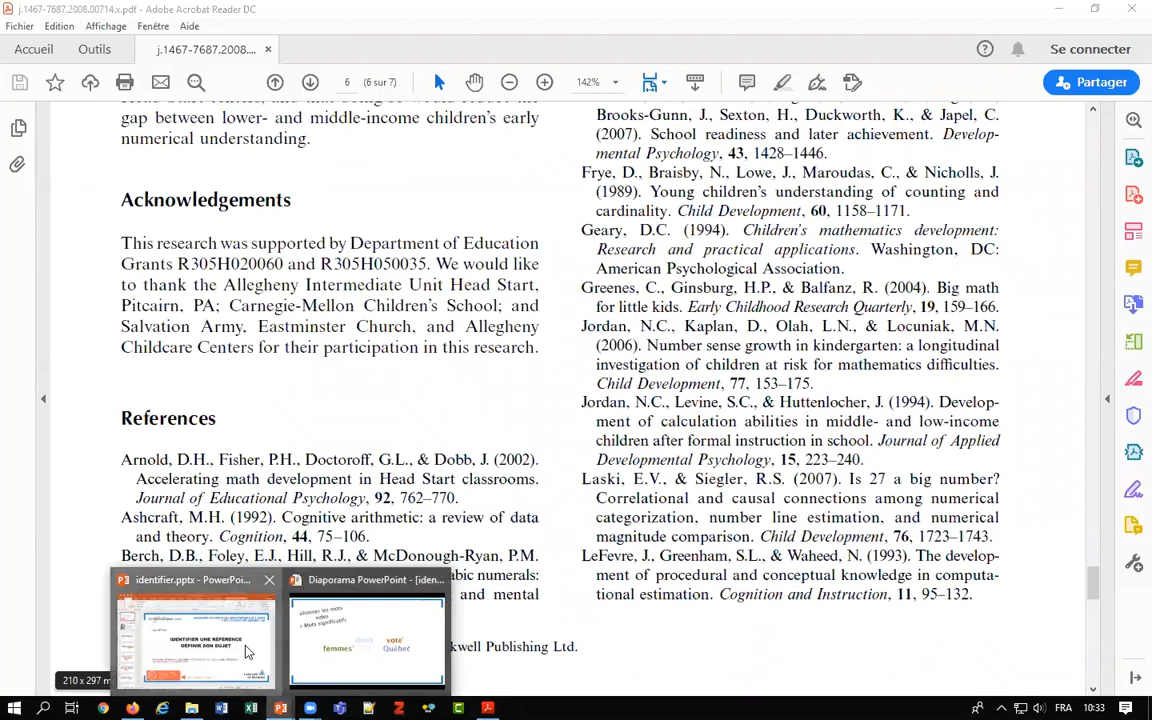 j.1467-7687.2008.00714.x.pdf - Adobe Acrobat Reader DC
Fichier Edition Affichage Fenêtre Aide
Accueil Outils j.1467-7687.2008.... × Se connecter
6 (6 sur 7) 142% Partager
gap between lower- and middle-income children's early
numerical understanding.
Acknowledgements
This research was supported by Department of Education
Grants R305H020060 and R305H050035. We would like
to thank the Allegheny Intermediate Unit Head Start,
Pitcairn, PA; Carnegie-Mellon Children's School; and
Salvation Army, Eastminster Church, and Allegheny
Childcare Centers for their participation in this research.
References
Arnold, D.H., Fisher, P.H., Doctoroff, G.L., & Dobb, J. (2002).
Accelerating math development in Head Start classrooms.
Journal of Educational Psychology, 92, 762–770.
Ashcraft, M.H. (1992). Cognitive arithmetic: a review of data
and theory. Cognition, 44, 75–106.
Berch, D.B., Foley, E.J., Hill, R.J., & McDonough-Ryan, P.M.
abic numerals:
and mental
Brooks-Gunn, J., Sexton, H., Duckworth, K., & Japel, C.
(2007). School readiness and later achievement. Develop-
mental Psychology, 43, 1428–1446.
Frye, D., Braisby, N., Lowe, J., Maroudas, C., & Nicholls, J.
(1989). Young children's understanding of counting and
cardinality. Child Development, 60, 1158–1171.
Geary, D.C. (1994). Children's mathematics development:
Research and practical applications. Washington, DC:
American Psychological Association.
Greenes, C., Ginsburg, H.P., & Balfanz, R. (2004). Big math
for little kids. Early Childhood Research Quarterly, 19, 159–166.
Jordan, N.C., Kaplan, D., Olah, L.N., & Locuniak, M.N.
(2006). Number sense growth in kindergarten: a longitudinal
investigation of children at risk for mathematics difficulties.
Child Development, 77, 153–175.
Jordan, N.C., Levine, S.C., & Huttenlocher, J. (1994). Develop-
ment of calculation abilities in middle- and low-income
children after formal instruction in school. Journal of Applied
Developmental Psychology, 15, 223–240.
Laski, E.V., & Siegler, R.S. (2007). Is 27 a big number?
Correlational and causal connections among numerical
categorization, number line estimation, and numerical
magnitude comparison. Child Development, 76, 1723–1743.
LeFevre, J., Greenham, S.L., & Waheed, N. (1993). The develop-
ment of procedural and conceptual knowledge in computa-
tional estimation. Cognition and Instruction, 11, 95–132.
kwell Publishing Ltd.
identifier.pptx - PowerPoi...
IDENTIFIER UNE RÉFÉRENCE
DÉFINIR SON SUJET
Diaporama PowerPoint - [iden...
les mots
vides
• Mots significatifs
droit vote
femmes Québec
210 x 297 m
FRA 10:33